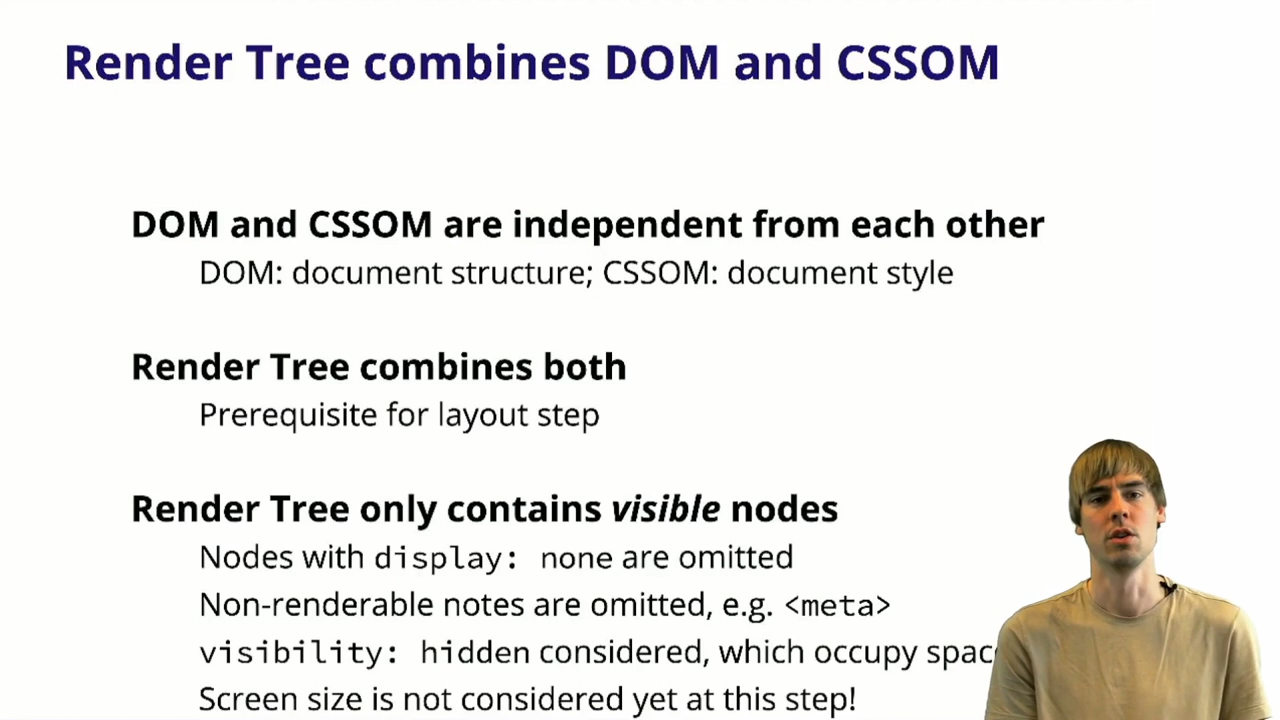 Render Tree combines DOM and CSSOM
DOM and CSSOM are independent from each other
DOM: document structure; CSSOM: document style
Render Tree combines both
Prerequisite for layout step
Render Tree only contains visible nodes
Nodes with display: none are omitted
Non-renderable notes are omitted, e.g. <meta>
visibility: hidden considered, which occupy space
Screen size is not considered yet at this step!